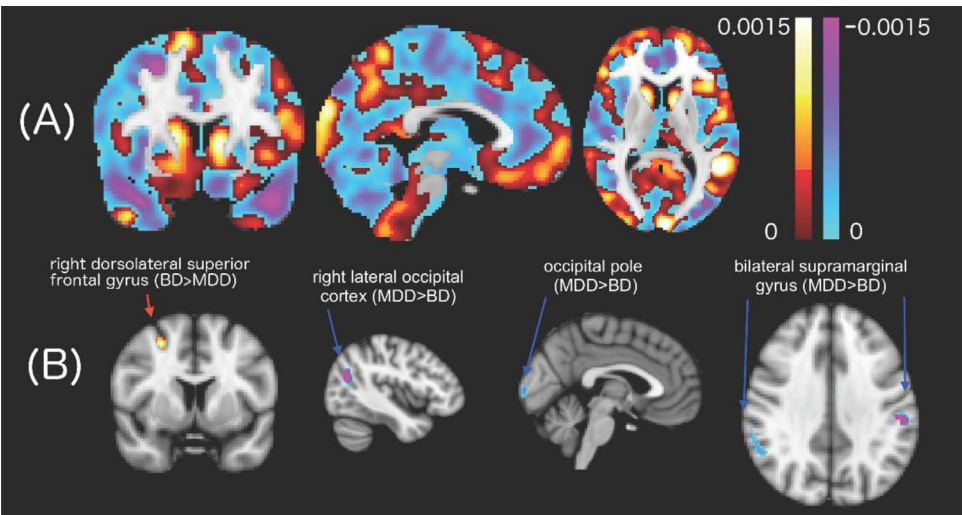 0.0015
-0.0015
(A)
0
0
right dorsolateral superior
frontal gyrus (BD>MDD)
right lateral occipital
cortex (MDD>BD)
occipital pole
(MDD>BD)
bilateral supramarginal
gyrus (MDD>BD)
(B)